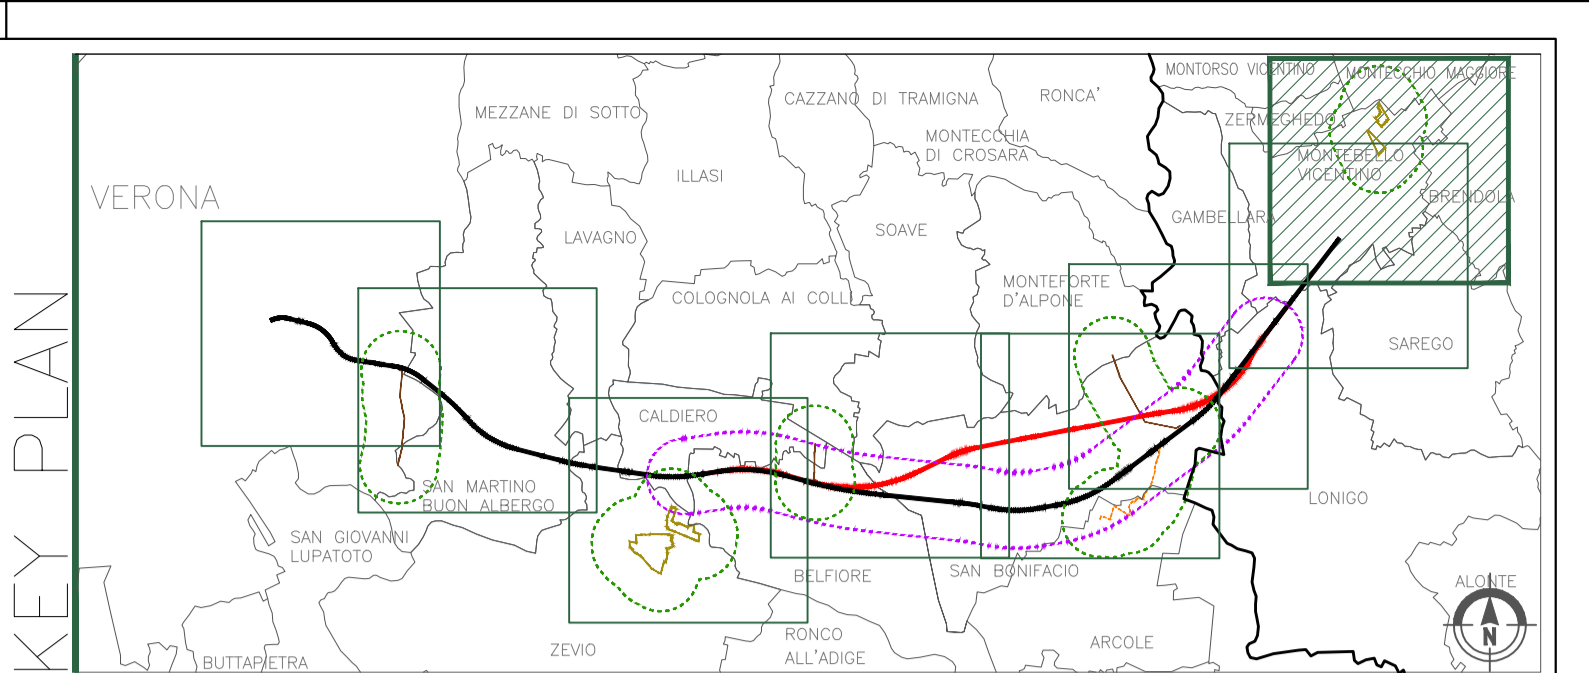 KEY PLAN
VERONA
MEZZANE DI SOTTO
CAZZANO DI TRAMIGNA
RONCA'
MONTORSO VICENTINO
MONTECCHIO MAGGIORE
ZERMEGHEDO
MONTECCHIA
DI CROSARA
MONTEBELLO
VICENTINO
ILLASI
BRENDOLA
GAMBELLARA
LAVAGNO
SOAVE
COLOGNOLA AI COLLI
MONTEFORTE
D'ALPONE
SAREGO
CALDIERO
SAN MARTINO
BUON ALBERGO
LONIGO
SAN GIOVANNI
LUPATOTO
BELFIORE
SAN BONIFACIO
ALONTE
ZEVIO
RONCO
ALL'ADIGE
ARCOLE
BUTTAPIETRA
N